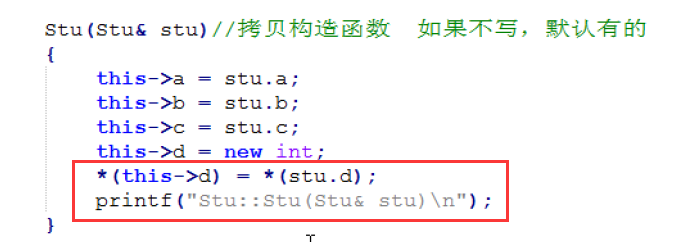 Stu(Stu& stu)//拷贝构造函数  如果不写，默认有的
{
    this->a = stu.a;
    this->b = stu.b;
    this->c = stu.c;
    this->d = new int;
    *(this->d) = *(stu.d);
    printf("Stu::Stu(Stu& stu)\n");
}